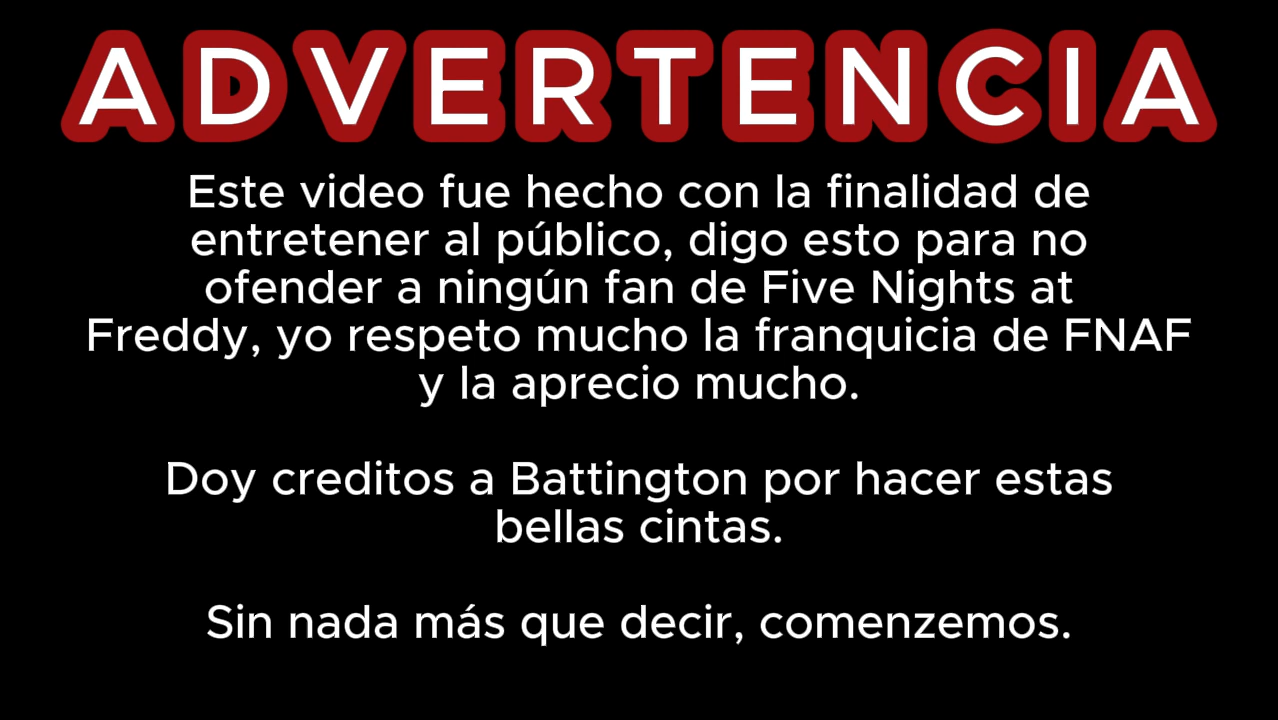 ADVERTENCIA
Este video fue hecho con la finalidad de
entretener al público, digo esto para no
ofender a ningún fan de Five Nights at
Freddy, yo respeto mucho la franquicia de FNAF
y la aprecio mucho.
Doy creditos a Battington por hacer estas
bellas cintas.
Sin nada más que decir, comenzemos.